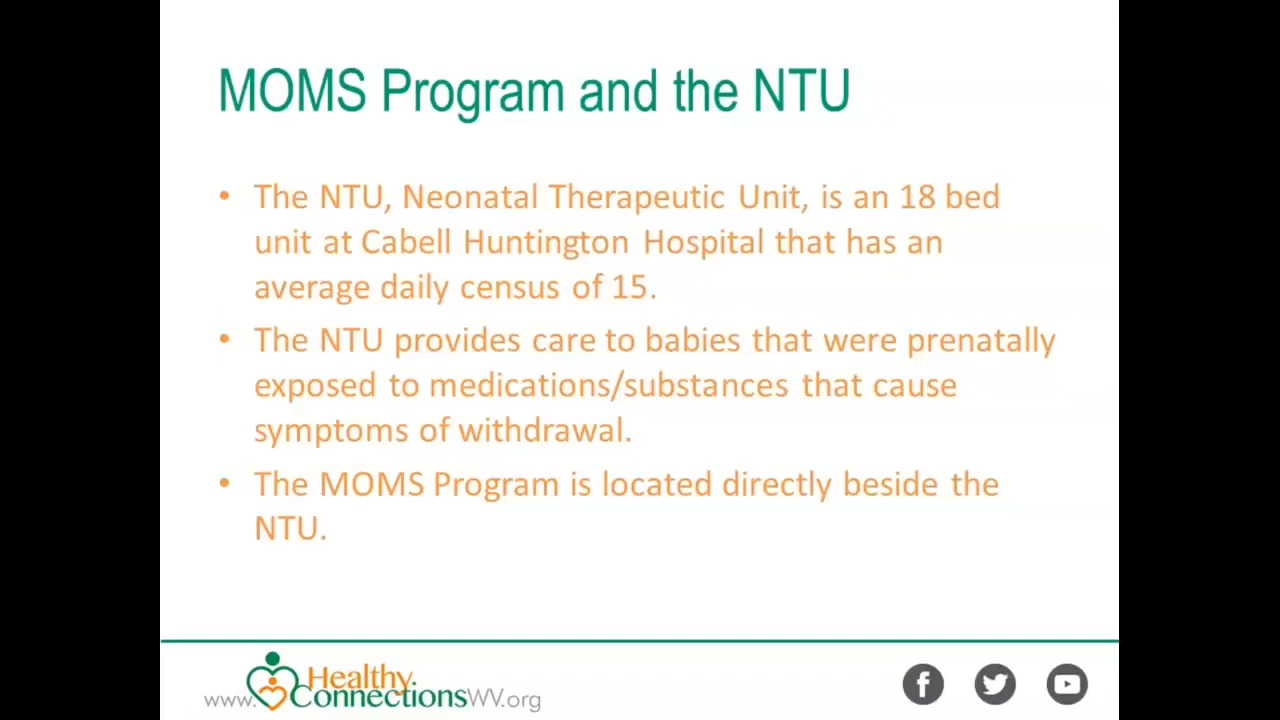 MOMS Program and the NTU
• The NTU, Neonatal Therapeutic Unit, is an 18 bed
unit at Cabell Huntington Hospital that has an
average daily census of 15.
• The NTU provides care to babies that were prenatally
exposed to medications/substances that cause
symptoms of withdrawal.
• The MOMS Program is located directly beside the
NTU.
Healthy
www.ConnectionsWV.org